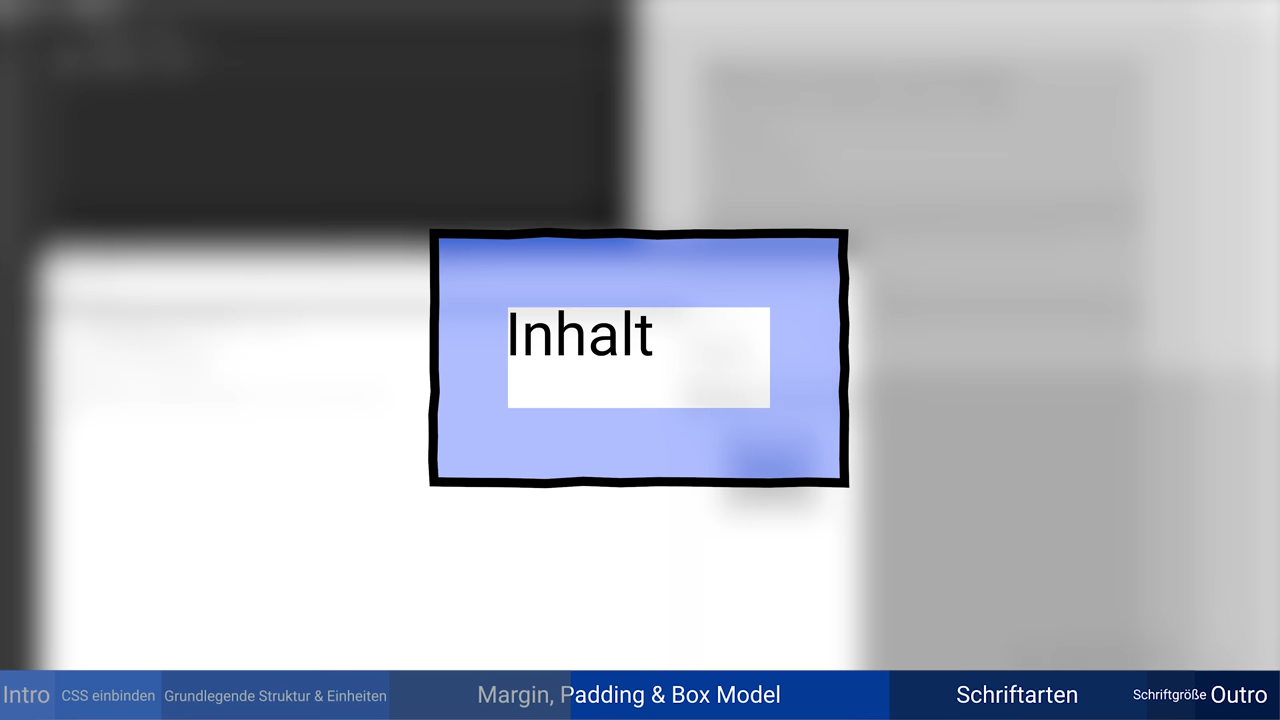 Inhalt
Intro
CSS einbinden
Grundlegende Struktur & Einheiten
Margin, Padding & Box Model
Schriftarten
Schriftgröße
Outro